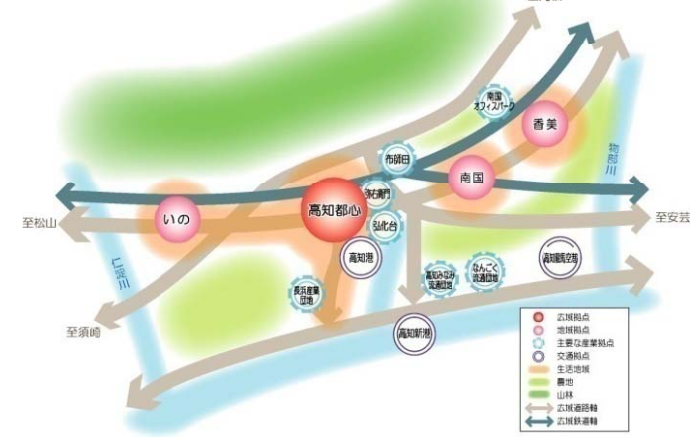 南国
オフィスパーク
香美
布師田
物部川
南国
弥右衛門
高知都心
いの
至松山
弘化台
至安芸
高知港
仁淀川
高知みなみ
流通団地
なんごく
流通団地
高知龍馬空港
長浜産業
団地
至須崎
高知新港
広域拠点
地域拠点
主要な産業拠点
交通拠点
生活地域
農地
山林
広域道路軸
広域鉄道軸